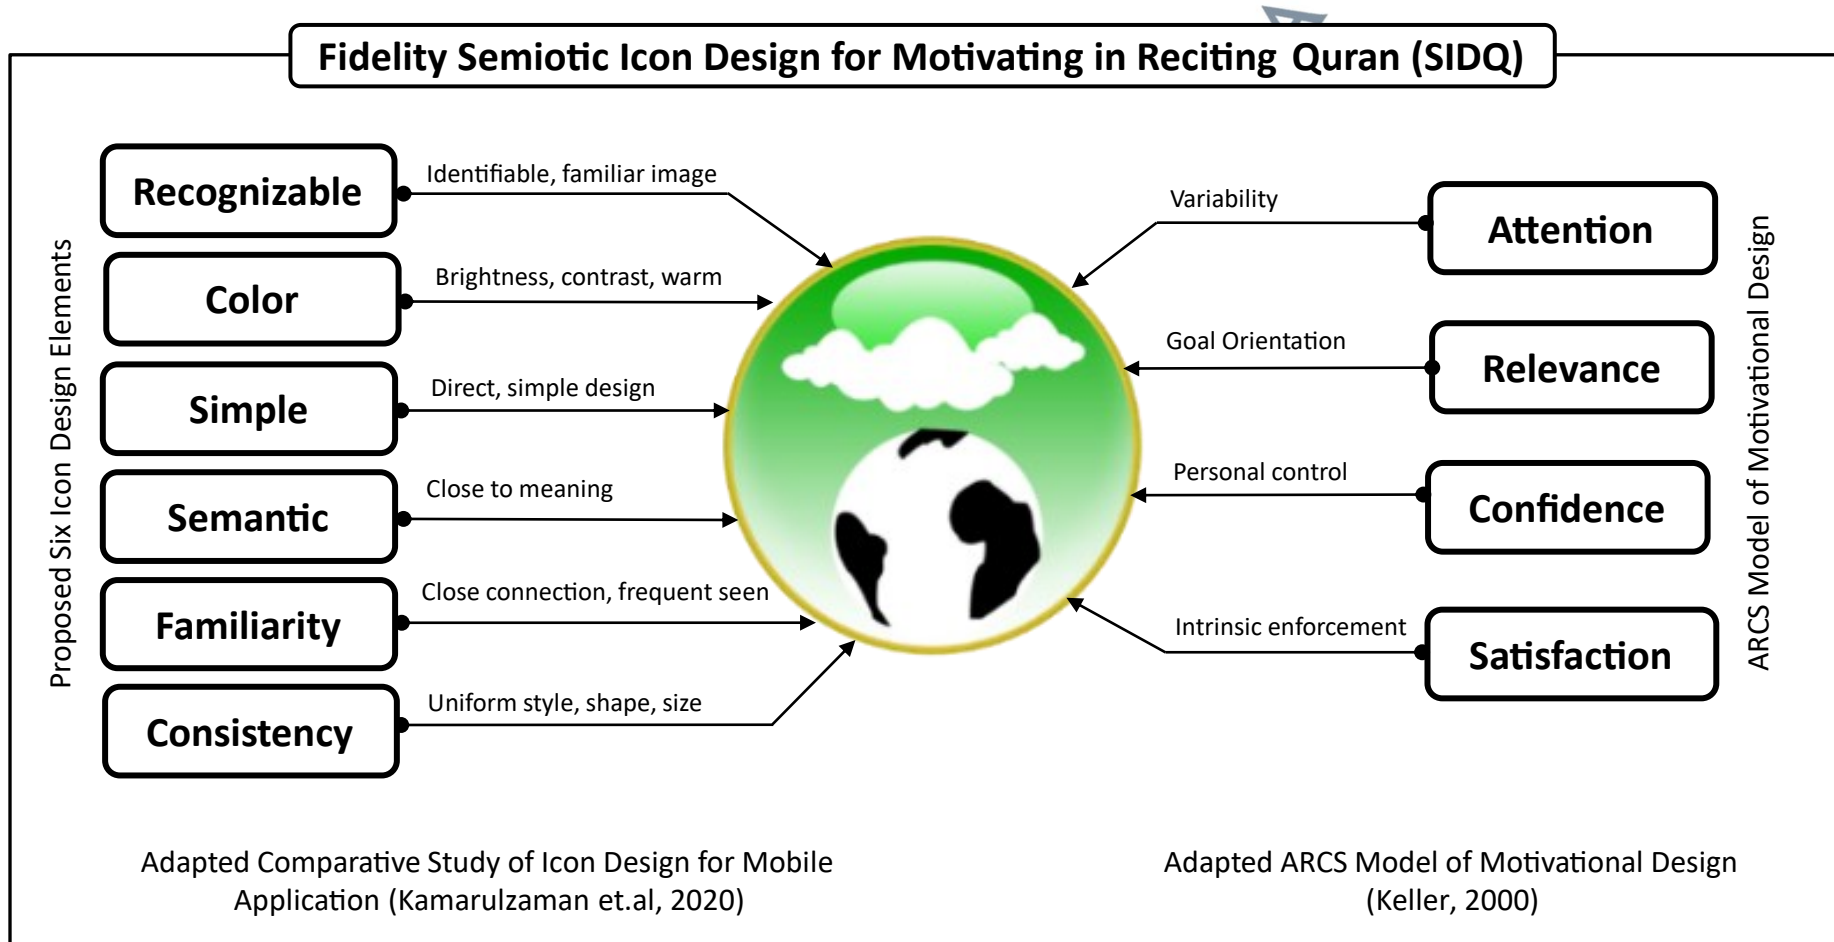 Fidelity Semiotic Icon Design for Motivating in Reciting Quran (SIDQ)
Proposed Six Icon Design Elements
Recognizable
Identifiable, familiar image
Color
Brightness, contrast, warm
Simple
Direct, simple design
Semantic
Close to meaning
Familiarity
Close connection, frequent seen
Consistency
Uniform style, shape, size
Variability
Attention
Goal Orientation
Relevance
Personal control
Confidence
Intrinsic enforcement
Satisfaction
ARCS Model of Motivational Design
Adapted Comparative Study of Icon Design for Mobile
Application (Kamarulzaman et.al, 2020)
Adapted ARCS Model of Motivational Design
(Keller, 2000)